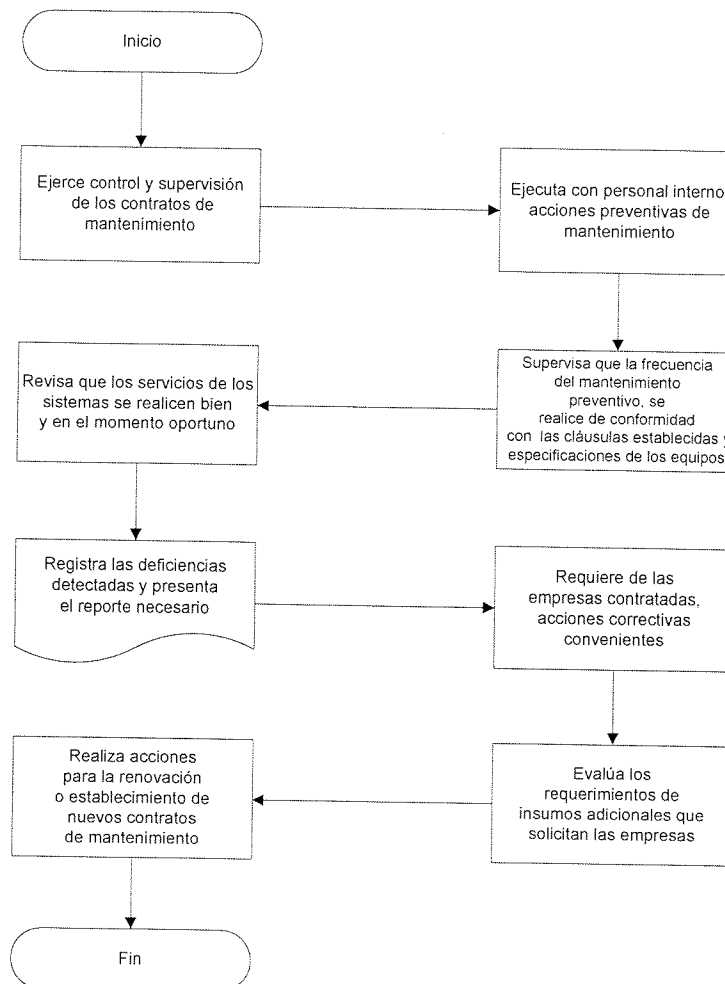 Inicio
Ejerce control y supervisión
de los contratos de
mantenimiento
Ejecuta con personal interno
acciones preventivas de
mantenimiento
Supervisa que la frecuencia
del mantenimiento
preventivo, se
realice de conformidad
con las cláusulas establecidas y
especificaciones de los equipos
Revisa que los servicios de los
sistemas se realicen bien
y en el momento oportuno
Registra las deficiencias
detectadas y presenta
el reporte necesario
Requiere de las
empresas contratadas,
acciones correctivas
convenientes
Evalúa los
requerimientos de
insumos adicionales que
solicitan las empresas
Realiza acciones
para la renovación
o establecimiento de
nuevos contratos
de mantenimiento
Fin